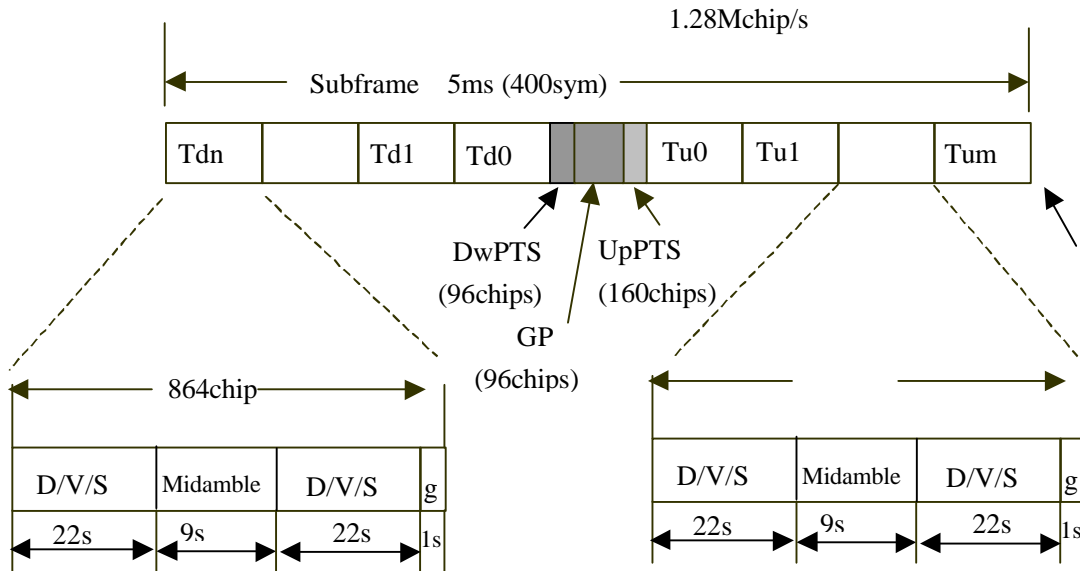 1.28Mchip/s
Subframe 5ms (400sym)
Tdn Td1 Td0 Tu0 Tu1 Tum
DwPTS UpPTS
(96chips) (160chips)
GP
(96chips)
864chip
D/V/S Midamble D/V/S g D/V/S Midamble D/V/S g
22s 9s 22s 1s 22s 9s 22s 1s